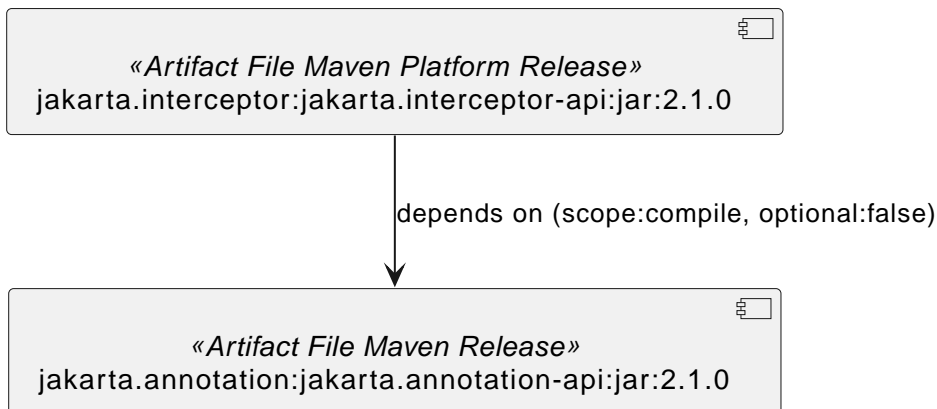 «Artifact File Maven Platform Release»
jakarta.interceptor:jakarta.interceptor-api:jar:2.1.0
depends on (scope:compile, optional:false)
«Artifact File Maven Release»
jakarta.annotation:jakarta.annotation-api:jar:2.1.0